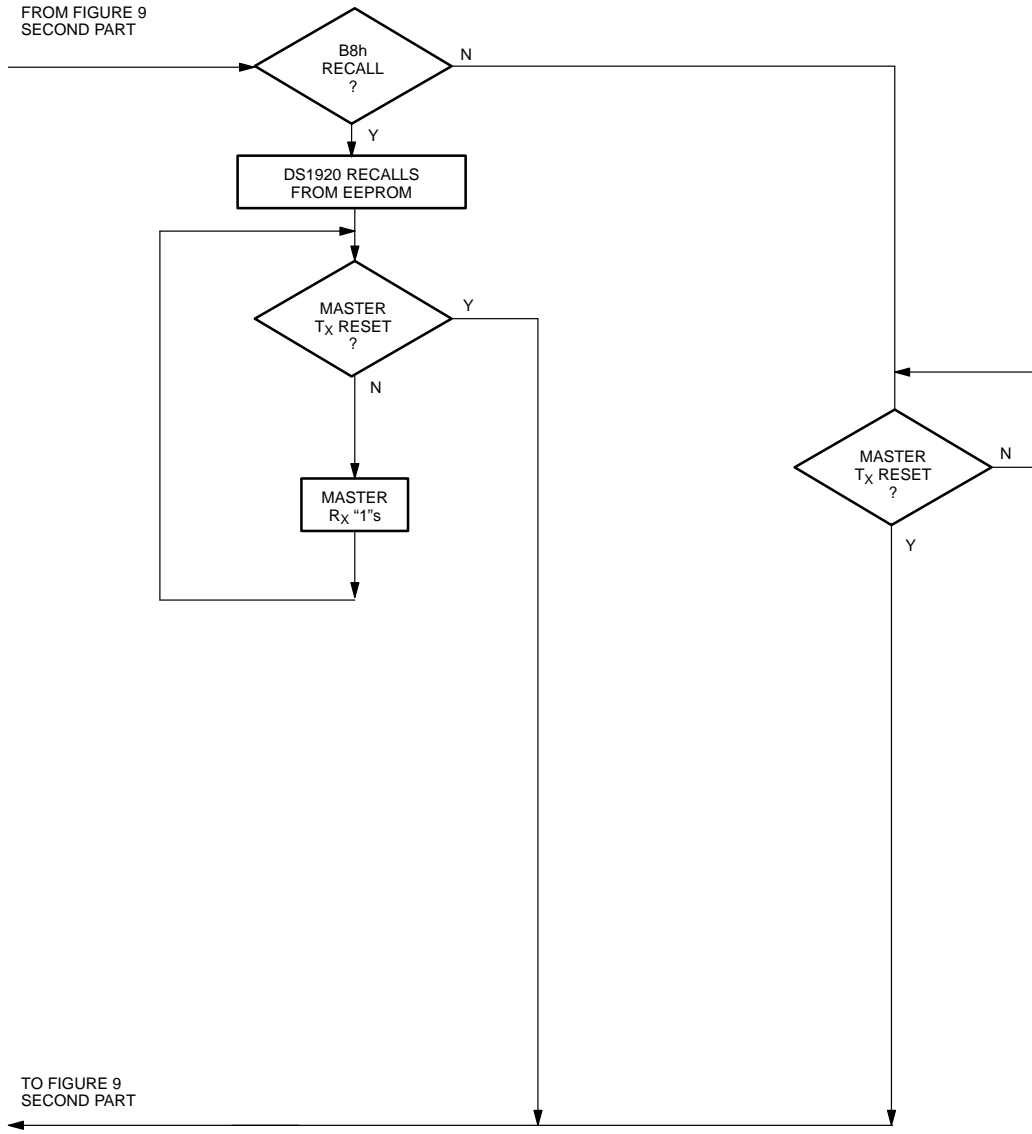 FROM FIGURE 9
SECOND PART
B8h
RECALL
?
N
Y
DS1920 RECALLS
FROM EEPROM
MASTER
TX RESET
?
Y
N
MASTER
RX “1”s
MASTER
TX RESET
?
N
Y
TO FIGURE 9
SECOND PART